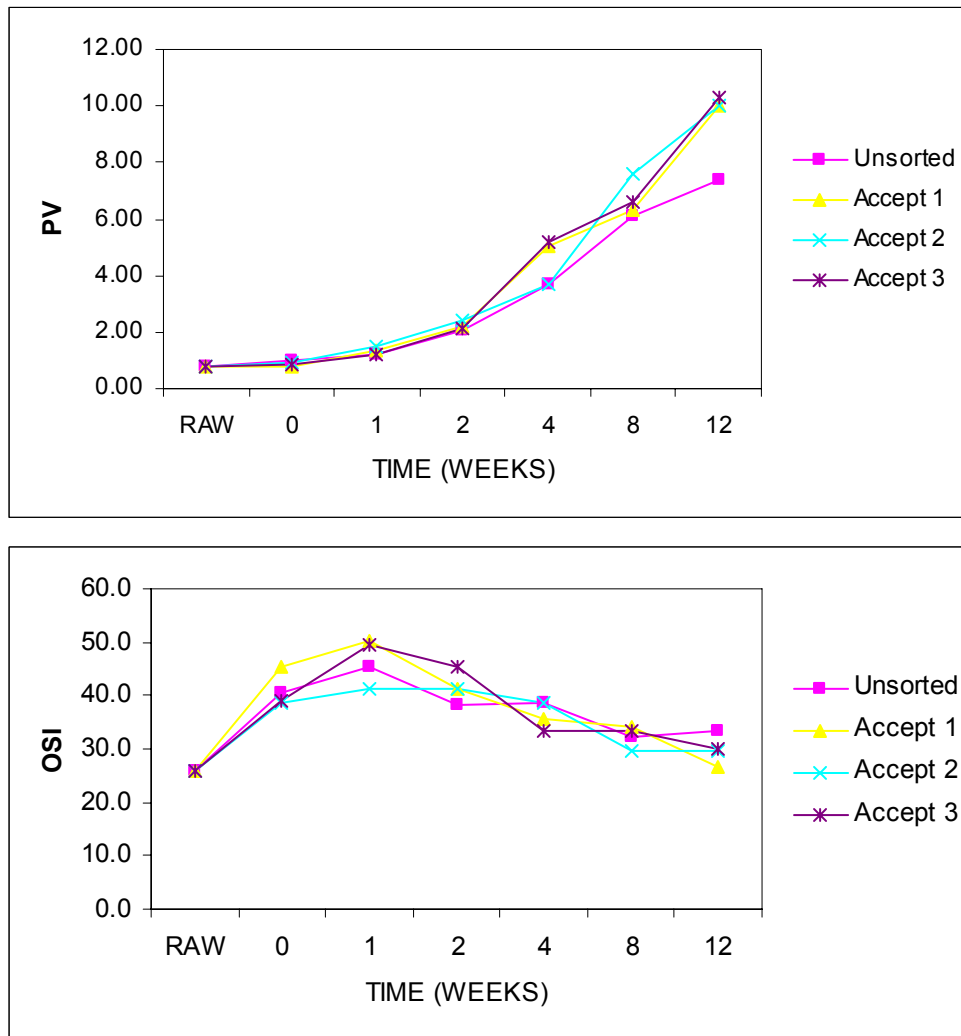 12.00
10.00
8.00
6.00
4.00
2.00
0.00
PV
RAW 0 1 2 4 8 12
TIME (WEEKS)
Unsorted
Accept 1
Accept 2
Accept 3
60.0
50.0
40.0
30.0
20.0
10.0
0.0
OSI
RAW 0 1 2 4 8 12
TIME (WEEKS)
Unsorted
Accept 1
Accept 2
Accept 3